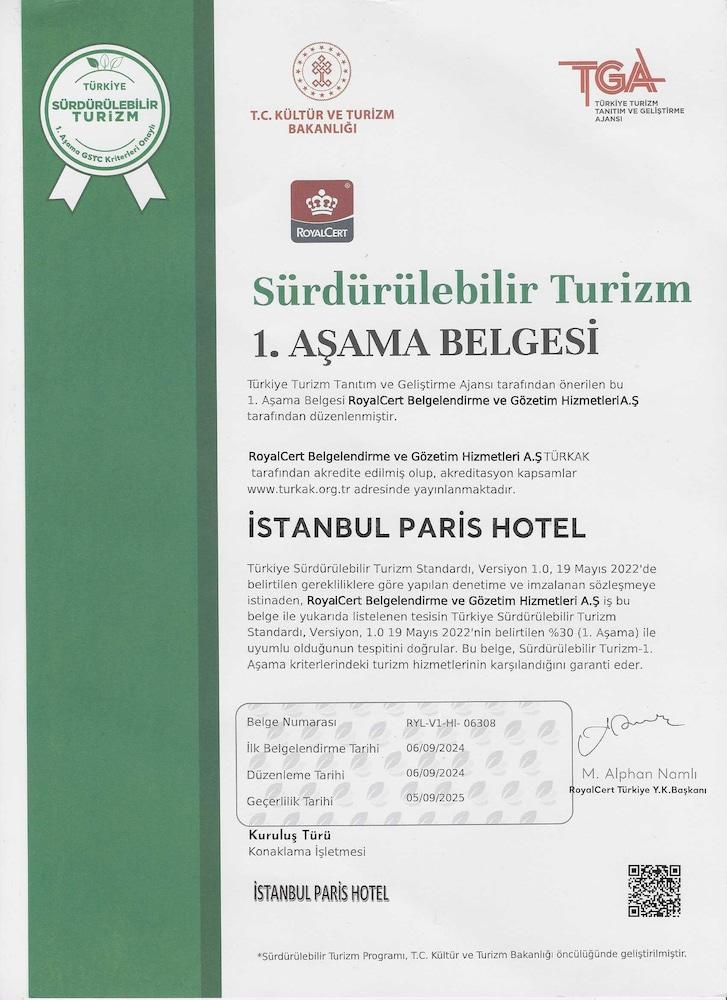 TÜRKİYE
SÜRDÜRÜLEBİLİR
TURİZM
1. Aşama GSTC Kriterleri Onaylı
T.C. KÜLTÜR VE TURİZM
BAKANLIĞI
TGA
TÜRKİYE TURİZM
TANITIM VE GELİŞTİRME
AJANSI
ROYALCERT
Sürdürülebilir Turizm
1. AŞAMA BELGESİ
Türkiye Turizm Tanıtım ve Geliştirme Ajansı tarafından önerilen bu
1. Aşama Belgesi RoyalCert Belgelendirme ve Gözetim HizmetleriA.Ş
tarafından düzenlenmiştir.
RoyalCert Belgelendirme ve Gözetim Hizmetleri A.ŞTÜRKAK
tarafından akredite edilmiş olup, akreditasyon kapsamlar
www.turkak.org.tr adresinde yayınlanmaktadır.
İSTANBUL PARİS HOTEL
Türkiye Sürdürülebilir Turizm Standardı, Versiyon 1.0, 19 Mayıs 2022'de
belirtilen gerekliliklere göre yapılan denetime ve imzalanan sözleşmeye
istinaden, RoyalCert Belgelendirme ve Gözetim Hizmetleri A.Ş iş bu
belge ile yukarıda listelenen tesisin Türkiye Sürdürülebilir Turizm
Standardı, Versiyon, 1.0 19 Mayıs 2022'nin belirtilen %30 (1. Aşama) ile
uyumlu olduğunun tespitini doğrular. Bu belge, Sürdürülebilir Turizm-1.
Aşama kriterlerindeki turizm hizmetlerinin karşılandığını garanti eder.
Belge Numarası RYL-V1-HI- 06308
İlk Belgelendirme Tarihi 06/09/2024
Düzenleme Tarihi 06/09/2024
Geçerlilik Tarihi 05/09/2025
M. Alphan Namlı
RoyalCert Türkiye Y.K.Başkanı
Kuruluş Türü
Konaklama İşletmesi
İSTANBUL PARİS HOTEL
*Sürdürülebilir Turizm Programı, T.C. Kültür ve Turizm Bakanlığı öncülüğünde geliştirilmiştir.